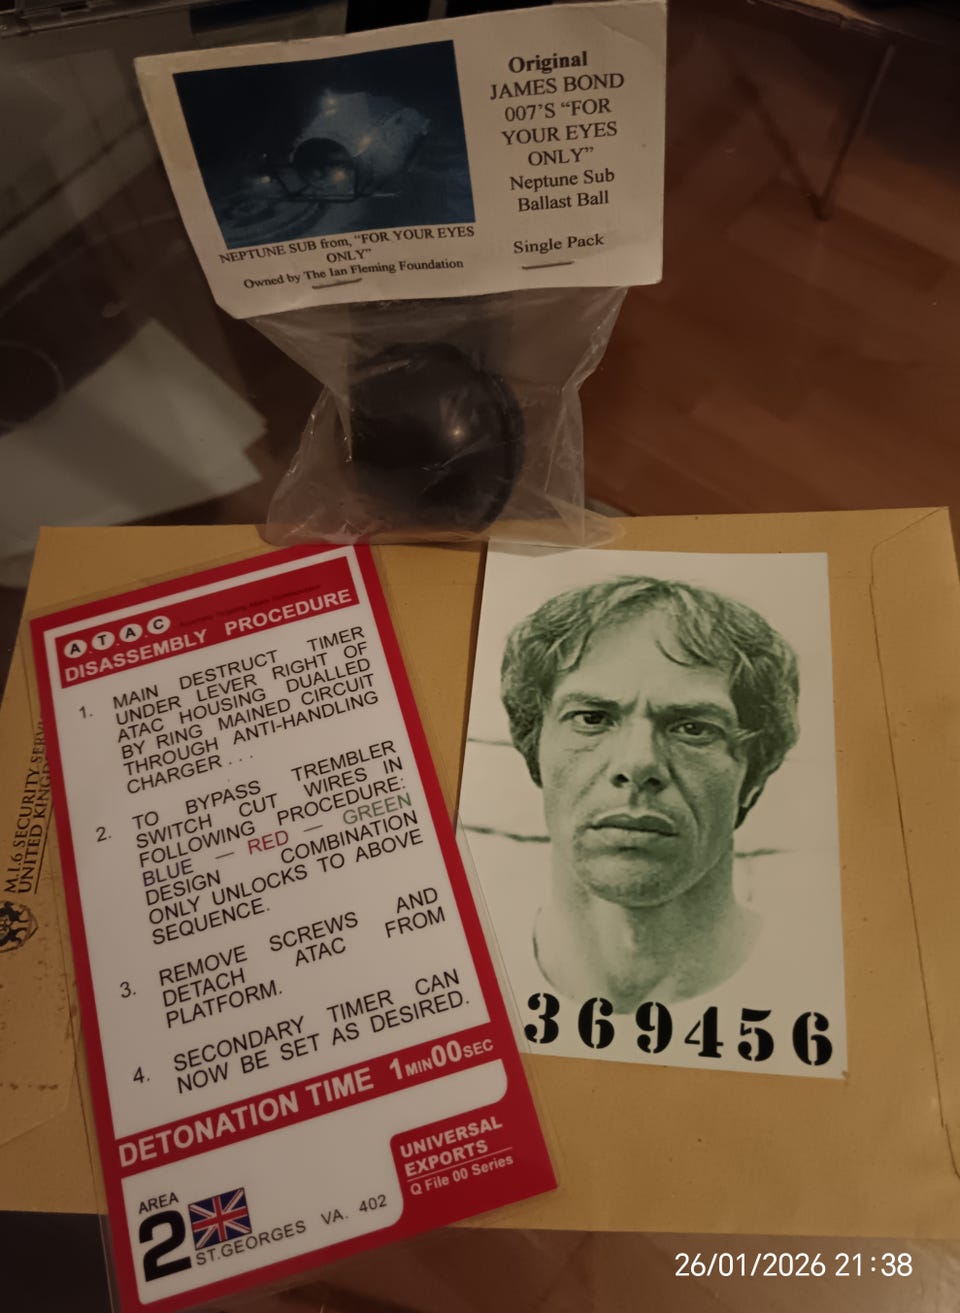 Original
JAMES BOND
007'S "FOR
YOUR EYES
ONLY"
Neptune Sub
Ballast Ball
Single Pack
NEPTUNE SUB from, "FOR YOUR EYES
ONLY"
Owned by The Ian Fleming Foundation
A.T.A.C
DISASSEMBLY PROCEDURE
1. MAIN DESTRUCT TIMER
UNDER LEVER RIGHT OF
ATAC HOUSING DUALLED
BY RING MAINED CIRCUIT
THROUGH ANTI-HANDLING
CHARGER . . .
2. TO BYPASS TREMBLER
SWITCH CUT WIRES IN
FOLLOWING PROCEDURE:
BLUE — RED — GREEN
DESIGN COMBINATION
ONLY UNLOCKS TO ABOVE
SEQUENCE.
3. REMOVE SCREWS AND
DETACH ATAC FROM
PLATFORM.
4. SECONDARY TIMER CAN
NOW BE SET AS DESIRED.
DETONATION TIME 1MIN00SEC
UNIVERSAL
EXPORTS
Q File 00 Series
AREA
2
ST.GEORGES VA. 402
M.I.6 SECURITY
UNITED
369456
26/01/2026 21:38